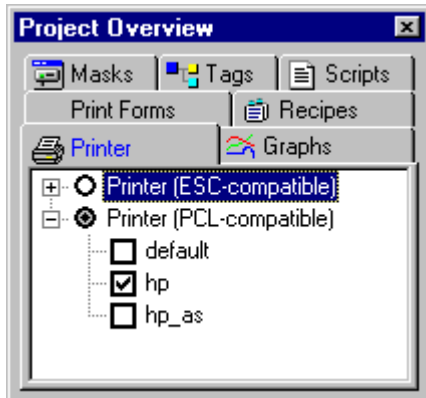 Project Overview
Masks Tags Scripts
Print Forms Recipes
Printer Graphs
Printer (ESC-compatible)
Printer (PCL-compatible)
default
hp
hp_as